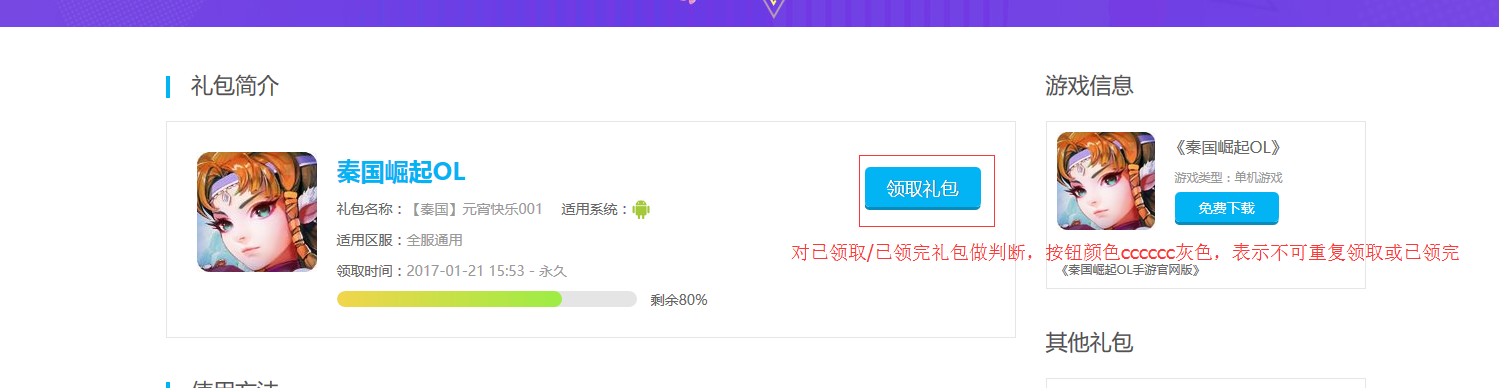 礼包简介
秦国崛起OL
礼包名称：【秦国】元宵快乐001 适用系统：
适用区服：全服通用
领取时间：2017-01-21 15:53 - 永久
剩余80%
领取礼包
对已领取/已领完礼包做判断，按钮颜色cccccc灰色，表示不可重复领取或已领完
使用方法
游戏信息
《秦国崛起OL》
游戏类型：单机游戏
免费下载
《秦国崛起OL手游官网版》
其他礼包